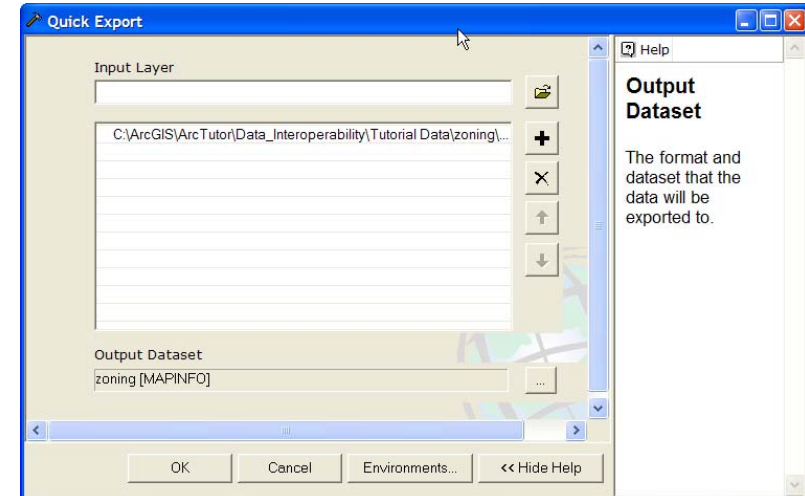 Quick Export
Input Layer
C:\ArcGIS\ArcTutor\Data_Interoperability\Tutorial Data\zoning\...
Output Dataset
zoning [MAPINFO]
...
OK
Cancel
Environments...
<< Hide Help
Help
Output
Dataset
The format and
dataset that the
data will be
exported to.